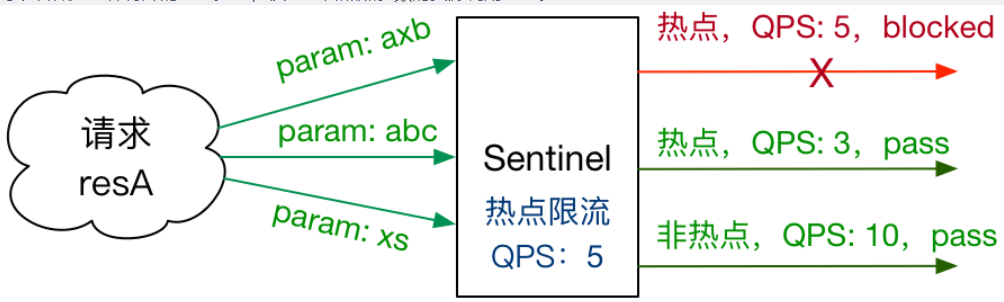 请求
resA
param: axb
param: abc
param: xs
Sentinel
热点限流
QPS: 5
热点，QPS: 5，blocked
X
热点，QPS: 3，pass
非热点，QPS: 10，pass